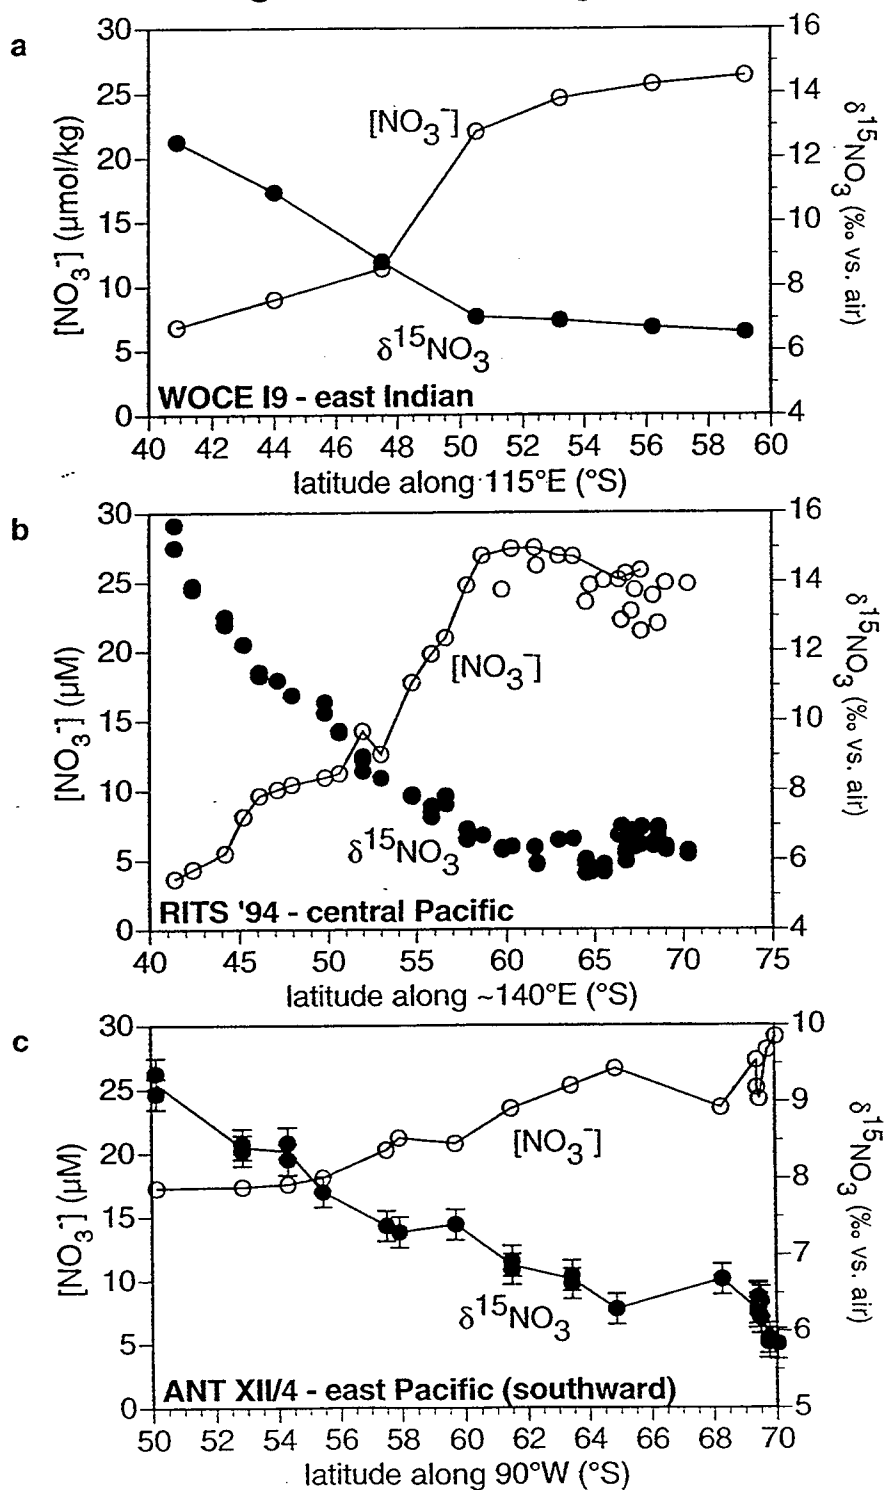 a
30
25
20
15
10
5
0
[NO₃⁻] (µmol/kg)
[NO₃⁻]
δ¹⁵NO₃
WOCE I9 - east Indian
16
14
12
10
8
6
4
δ¹⁵NO₃ (‰ vs. air)
40 42 44 46 48 50 52 54 56 58 60
latitude along 115°E (°S)
b
30
25
20
15
10
5
0
[NO₃⁻] (µM)
[NO₃⁻]
δ¹⁵NO₃
RITS '94 - central Pacific
16
14
12
10
8
6
4
δ¹⁵NO₃ (‰ vs. air)
40 45 50 55 60 65 70 75
latitude along ~140°E (°S)
c
30
25
20
15
10
5
0
[NO₃⁻] (µM)
[NO₃⁻]
δ¹⁵NO₃
ANT XII/4 - east Pacific (southward)
10
9
8
7
6
5
δ¹⁵NO₃ (‰ vs. air)
50 52 54 56 58 60 62 64 66 68 70
latitude along 90°W (°S)